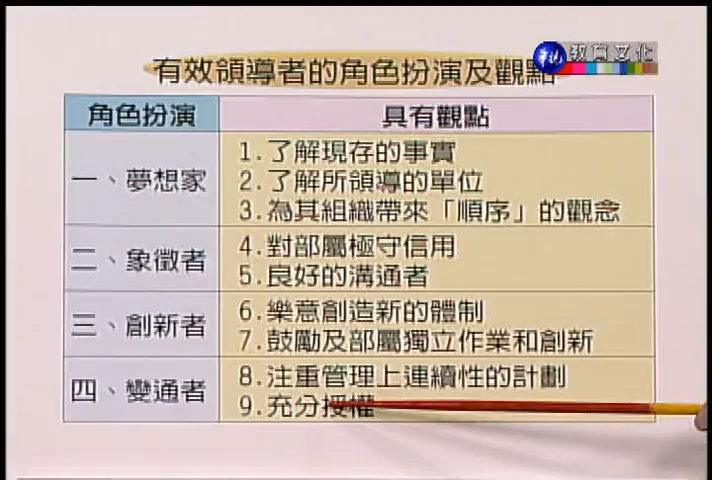 有效領導者的角色扮演及觀點
華視 教育文化
角色扮演
具有觀點
一、夢想家
1.了解現存的事實
2.了解所領導的單位
3.為其組織帶來「順序」的觀念
二、象徵者
4.對部屬極守信用
5.良好的溝通者
三、創新者
6.樂意創造新的體制
7.鼓勵及部屬獨立作業和創新
四、變通者
8.注重管理上連續性的計劃
9.充分授權